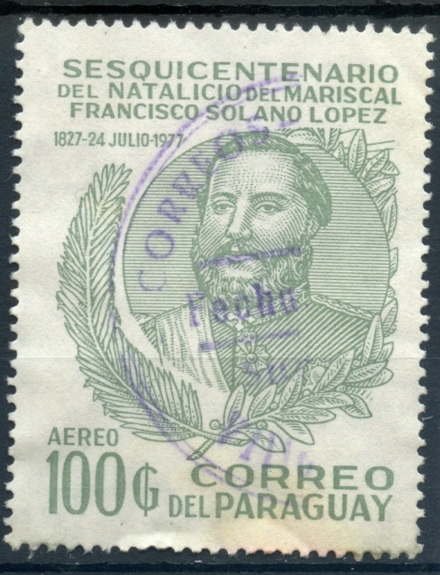 SESQUICENTENARIO
DEL NATALICIO DEL MARISCAL
FRANCISCO SOLANO LOPEZ
1827-24 JULIO-1977
CORREOS
Fecha
AEREO
100₲ CORREO
DEL PARAGUAY